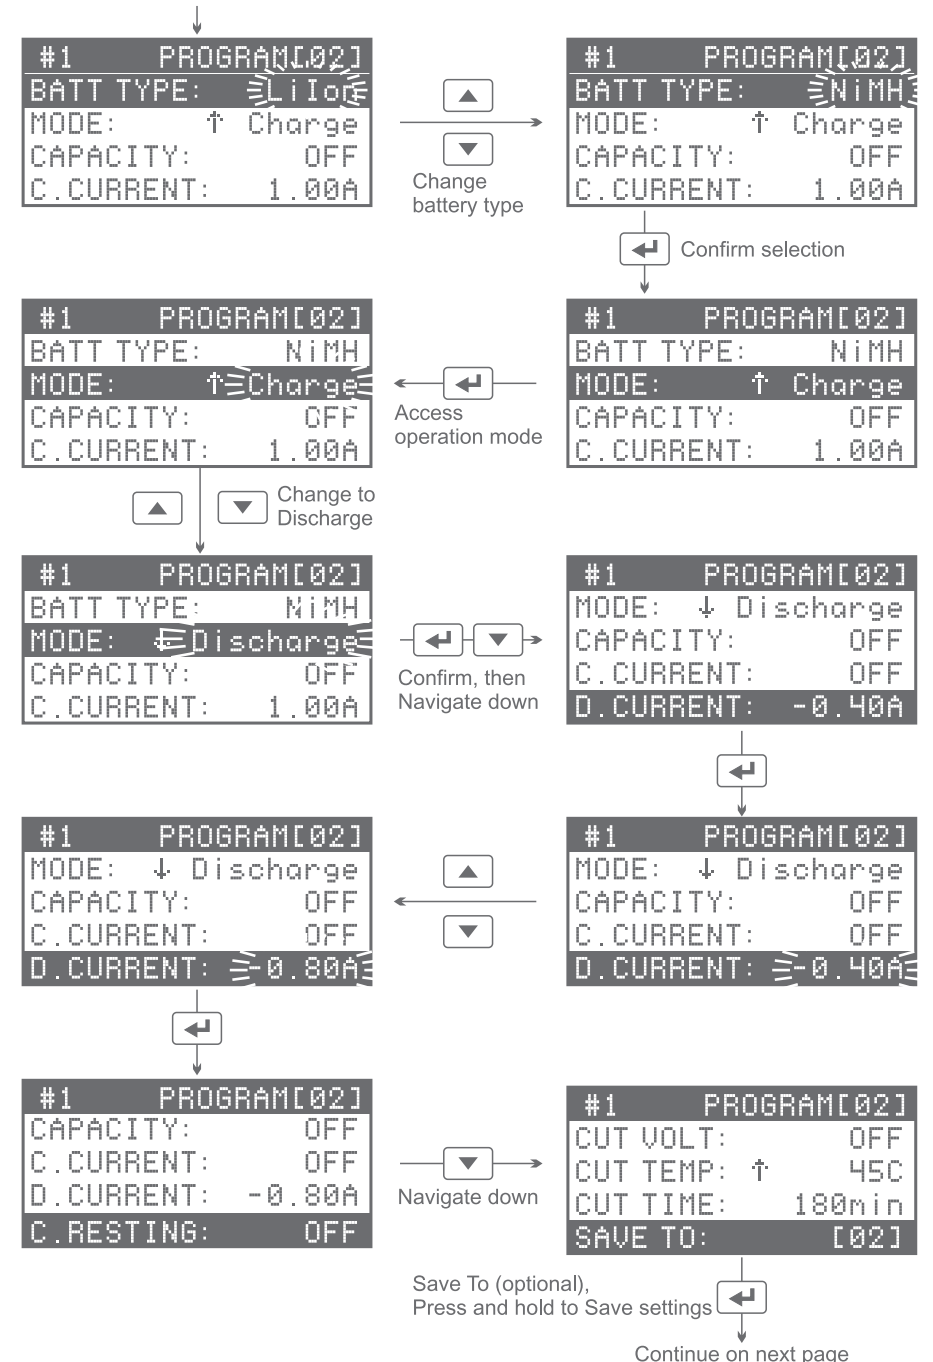 #1 PROGRAM[02]
BATT TYPE: LiIon
MODE: ↑ Charge
CAPACITY: OFF
C.CURRENT: 1.00A
Change
battery type
#1 PROGRAM[02]
BATT TYPE: NiMH
MODE: ↑ Charge
CAPACITY: OFF
C.CURRENT: 1.00A
Confirm selection
#1 PROGRAM[02]
BATT TYPE: NiMH
MODE: ↑ Charge
CAPACITY: OFF
C.CURRENT: 1.00A
Access
operation mode
#1 PROGRAM[02]
BATT TYPE: NiMH
MODE: ↑ Charge
CAPACITY: OFF
C.CURRENT: 1.00A
Change to
Discharge
#1 PROGRAM[02]
BATT TYPE: NiMH
MODE: ↓ Discharge
CAPACITY: OFF
C.CURRENT: 1.00A
Confirm, then
Navigate down
#1 PROGRAM[02]
MODE: ↓ Discharge
CAPACITY: OFF
C.CURRENT: OFF
D.CURRENT: -0.40A
#1 PROGRAM[02]
MODE: ↓ Discharge
CAPACITY: OFF
C.CURRENT: OFF
D.CURRENT: -0.40A
#1 PROGRAM[02]
MODE: ↓ Discharge
CAPACITY: OFF
C.CURRENT: OFF
D.CURRENT: -0.80A
#1 PROGRAM[02]
CAPACITY: OFF
C.CURRENT: OFF
D.CURRENT: -0.80A
C.RESTING: OFF
Navigate down
#1 PROGRAM[02]
CUT VOLT: OFF
CUT TEMP: ↑ 45C
CUT TIME: 180min
SAVE TO: [02]
Save To (optional),
Press and hold to Save settings
Continue on next page